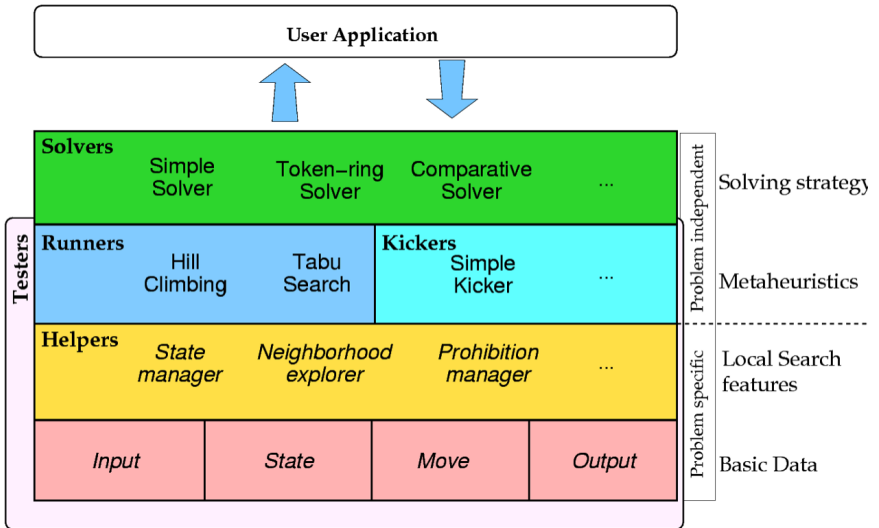 User Application
Solvers
Simple
Solver
Token-ring
Solver
Comparative
Solver
...
Solving strategy
Problem independent
Testers
Runners
Hill
Climbing
Tabu
Search
Kickers
Simple
Kicker
...
Metaheuristics
Helpers
State
manager
Neighborhood
explorer
Prohibition
manager
...
Local Search
features
Problem specific
Input
State
Move
Output
Basic Data